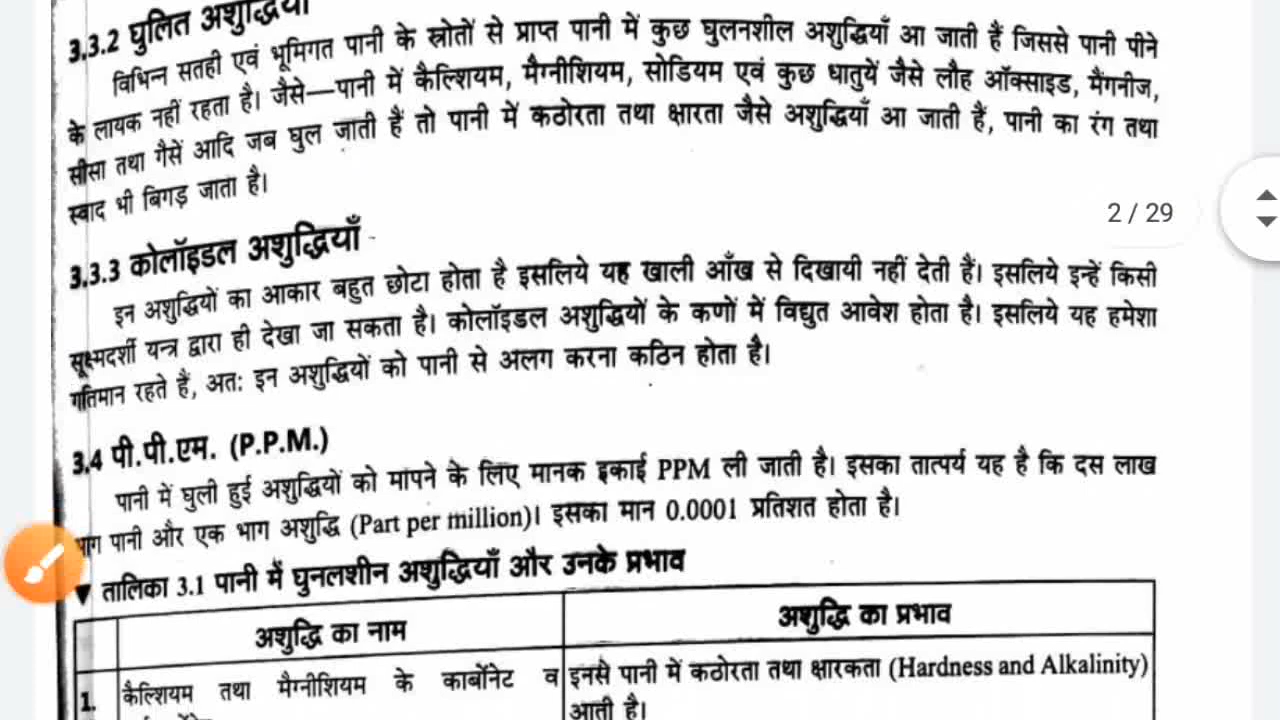 3.3.2 घुलित अशुद्धियाँ
विभिन्न सतही एवं भूमिगत पानी के स्रोतों से प्राप्त पानी में कुछ घुलनशील अशुद्धियाँ आ जाती हैं जिससे पानी पीने
के लायक नहीं रहता है। जैसे—पानी में कैल्शियम, मैग्नीशियम, सोडियम एवं कुछ धातुयें जैसे लौह ऑक्साइड, मैंगनीज,
सीसा तथा गैसें आदि जब घुल जाती हैं तो पानी में कठोरता तथा क्षारता जैसे अशुद्धियाँ आ जाती हैं, पानी का रंग तथा
स्वाद भी बिगड़ जाता है।
2 / 29
3.3.3 कोलॉइडल अशुद्धियाँ
इन अशुद्धियों का आकार बहुत छोटा होता है इसलिये यह खाली आँख से दिखायी नहीं देती हैं। इसलिये इन्हें किसी
सूक्ष्मदर्शी यन्त्र द्वारा ही देखा जा सकता है। कोलॉइडल अशुद्धियों के कणों में विद्युत आवेश होता है। इसलिये यह हमेशा
गतिमान रहते हैं, अतः इन अशुद्धियों को पानी से अलग करना कठिन होता है।
3.4 पी.पी.एम. (P.P.M.)
पानी में घुली हुई अशुद्धियों को मापने के लिए मानक इकाई PPM ली जाती है। इसका तात्पर्य यह है कि दस लाख
भाग पानी और एक भाग अशुद्धि (Part per million)। इसका मान 0.0001 प्रतिशत होता है।
▼ तालिका 3.1 पानी में घुनलशीन अशुद्धियाँ और उनके प्रभाव
अशुद्धि का नाम अशुद्धि का प्रभाव
1. कैल्शियम तथा मैग्नीशियम के कार्बोनेट व इनसे पानी में कठोरता तथा क्षारकता (Hardness and Alkalinity)
आती है।